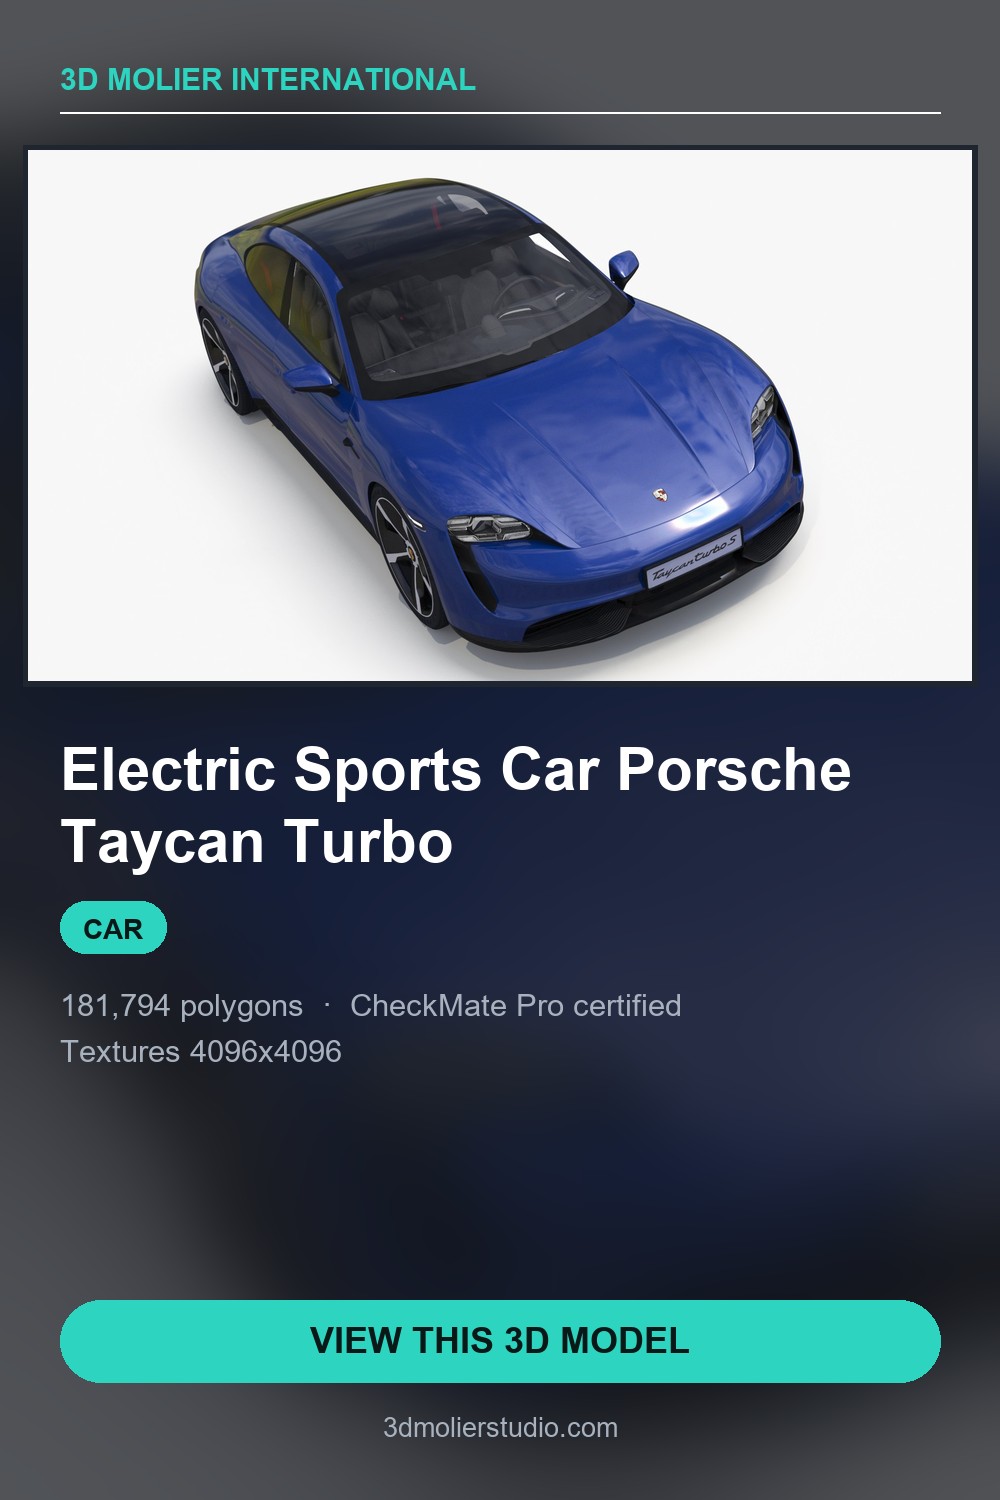 3D MOLIER INTERNATIONAL
Taycan turbo S
Electric Sports Car Porsche
Taycan Turbo
CAR
181,794 polygons · CheckMate Pro certified
Textures 4096x4096
VIEW THIS 3D MODEL
3dmolierstudio.com